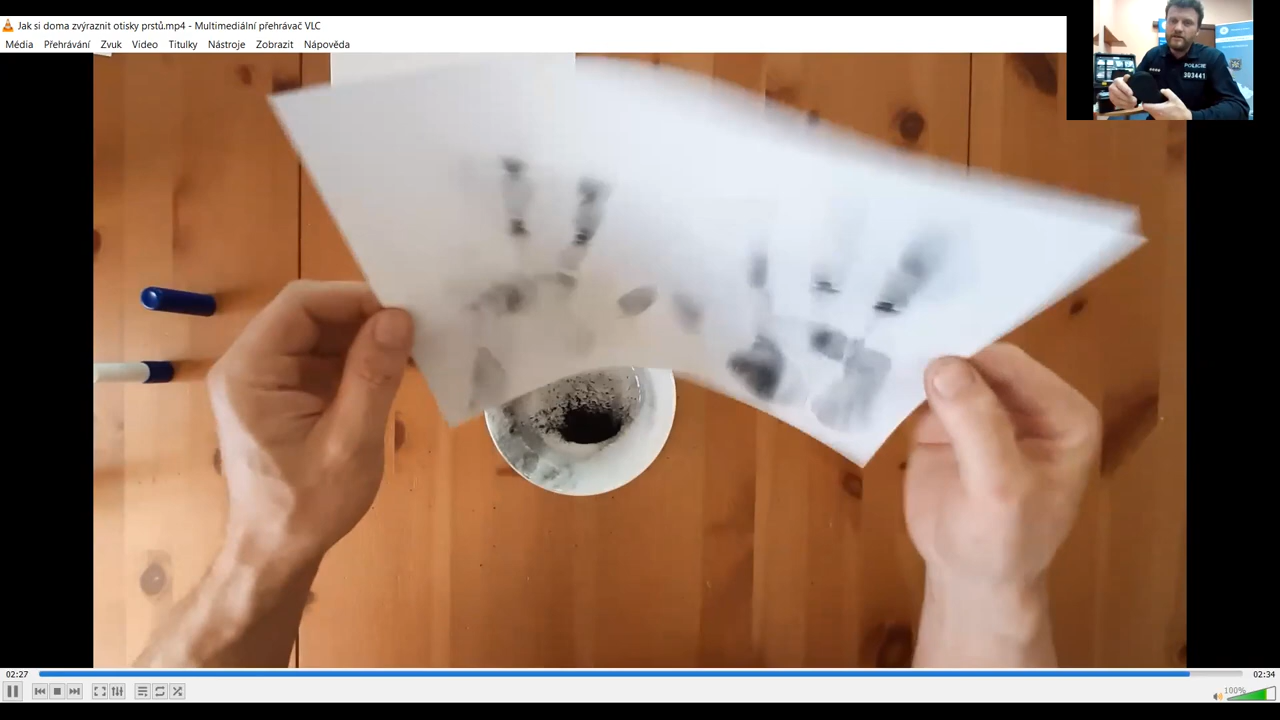 Jak si doma zvýraznit otisky prstů.mp4 - Multimediální přehrávač VLC
Média Přehrávání Zvuk Video Titulky Nástroje Zobrazit Nápověda
POLICIE
303441
02:27
02:34
100%